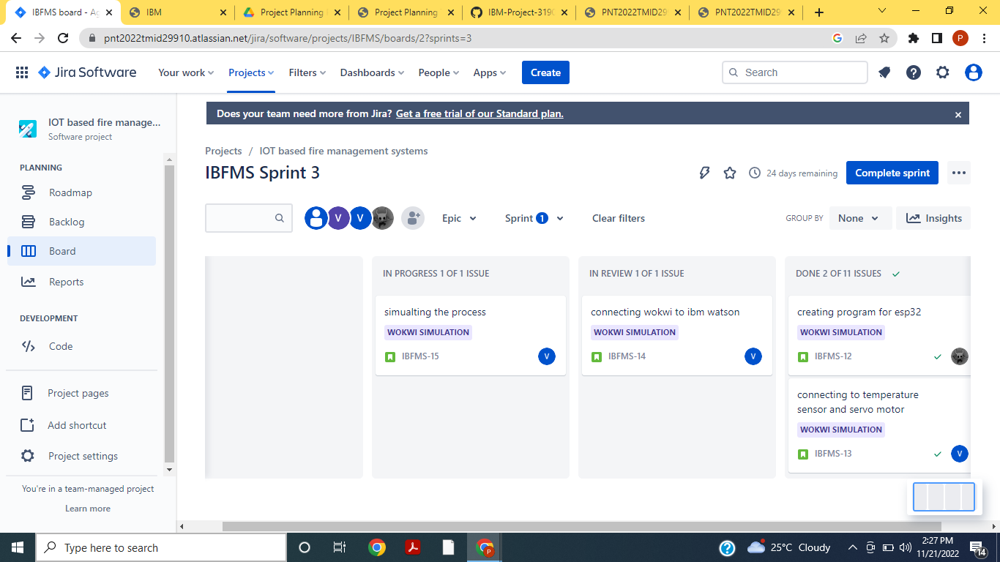 IBFMS board - Ag
IBM
Project Planning
Project Planning
IBM-Project-3190
PNT2022TMID29
PNT2022TMID29
pnt2022tmid29910.atlassian.net/jira/software/projects/IBFMS/boards/2?sprints=3
P
Jira Software
Your work
Projects
Filters
Dashboards
People
Apps
Create
Search
Does your team need more from Jira? Get a free trial of our Standard plan.
IOT based fire manage...
Software project
PLANNING
Roadmap
Backlog
Board
Reports
DEVELOPMENT
Code
Project pages
Add shortcut
Project settings
You're in a team-managed project
Learn more
Projects / IOT based fire management systems
IBFMS Sprint 3
24 days remaining
Complete sprint
V
V
Epic
Sprint 1
Clear filters
GROUP BY
None
Insights
IN PROGRESS 1 OF 1 ISSUE
simualting the process
WOKWI SIMULATION
IBFMS-15
V
IN REVIEW 1 OF 1 ISSUE
connecting wokwi to ibm watson
WOKWI SIMULATION
IBFMS-14
V
DONE 2 OF 11 ISSUES
creating program for esp32
WOKWI SIMULATION
IBFMS-12
connecting to temperature
sensor and servo motor
WOKWI SIMULATION
IBFMS-13
V
Type here to search
P
25°C Cloudy
2:27 PM
11/21/2022
14